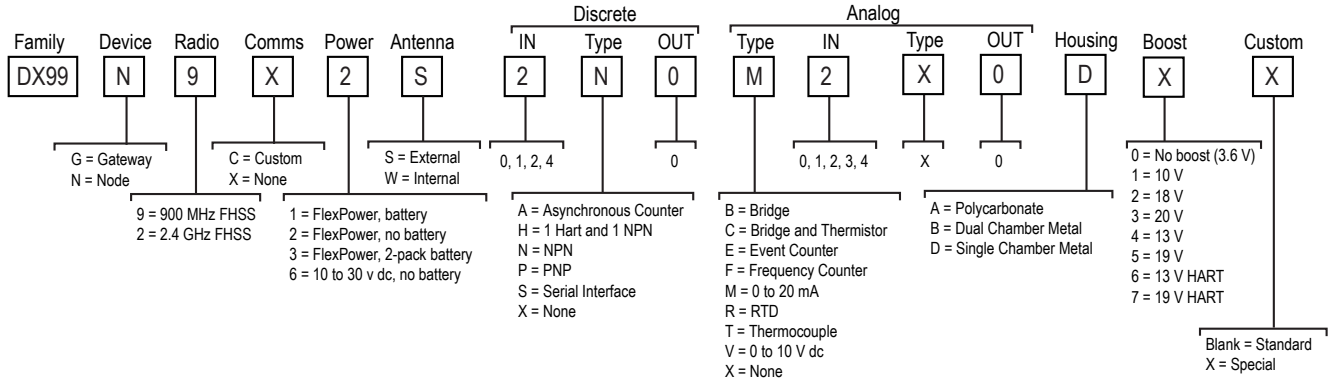 Discrete
Analog
Family Device Radio Comms Power Antenna IN Type OUT Type IN Type OUT Housing Boost Custom
DX99 N 9 X 2 S 2 N 0 M 2 X 0 D X X
G = Gateway
N = Node
9 = 900 MHz FHSS
2 = 2.4 GHz FHSS
C = Custom
X = None
1 = FlexPower, battery
2 = FlexPower, no battery
3 = FlexPower, 2-pack battery
6 = 10 to 30 v dc, no battery
S = External
W = Internal
0, 1, 2, 4
A = Asynchronous Counter
H = 1 Hart and 1 NPN
N = NPN
P = PNP
S = Serial Interface
X = None
0
B = Bridge
C = Bridge and Thermistor
E = Event Counter
F = Frequency Counter
M = 0 to 20 mA
R = RTD
T = Thermocouple
V = 0 to 10 V dc
X = None
0, 1, 2, 3, 4
X
0
A = Polycarbonate
B = Dual Chamber Metal
D = Single Chamber Metal
0 = No boost (3.6 V)
1 = 10 V
2 = 18 V
3 = 20 V
4 = 13 V
5 = 19 V
6 = 13 V HART
7 = 19 V HART
Blank = Standard
X = Special